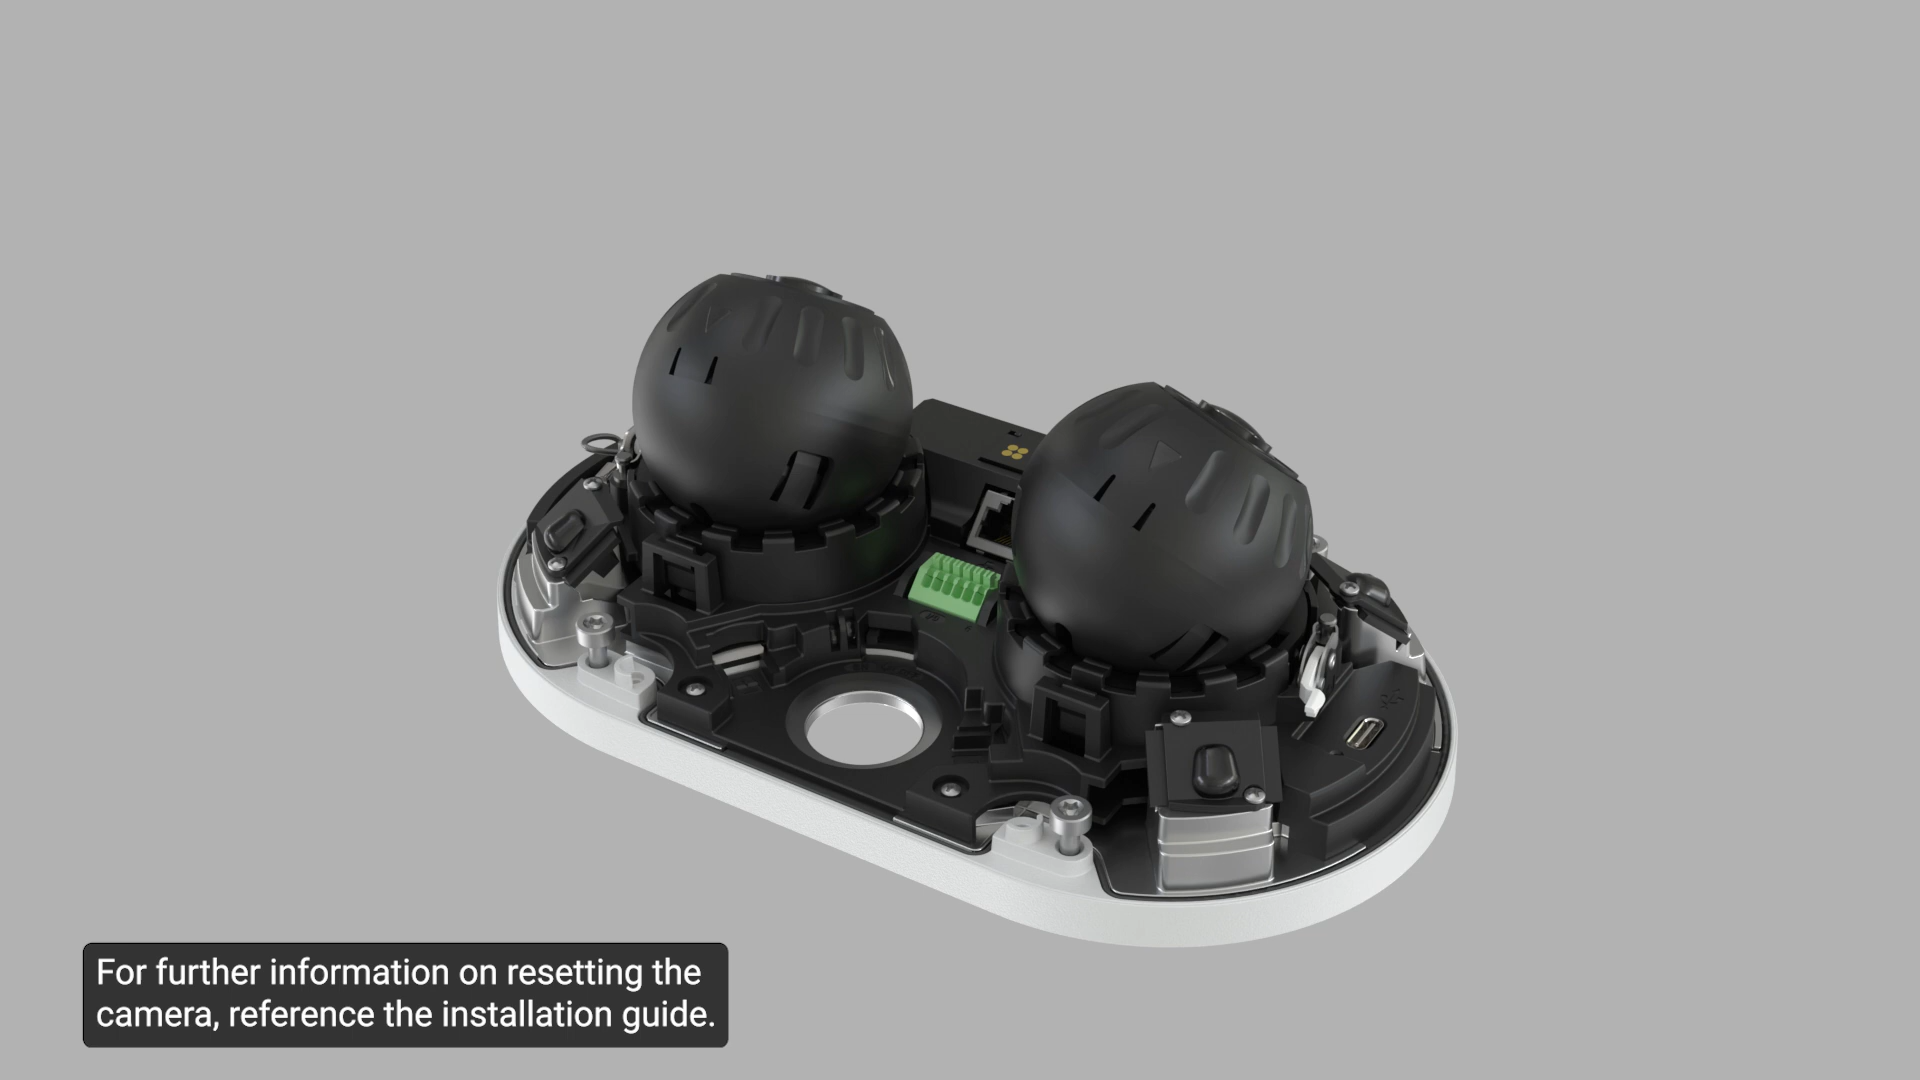 For further information on resetting the
camera, reference the installation guide.